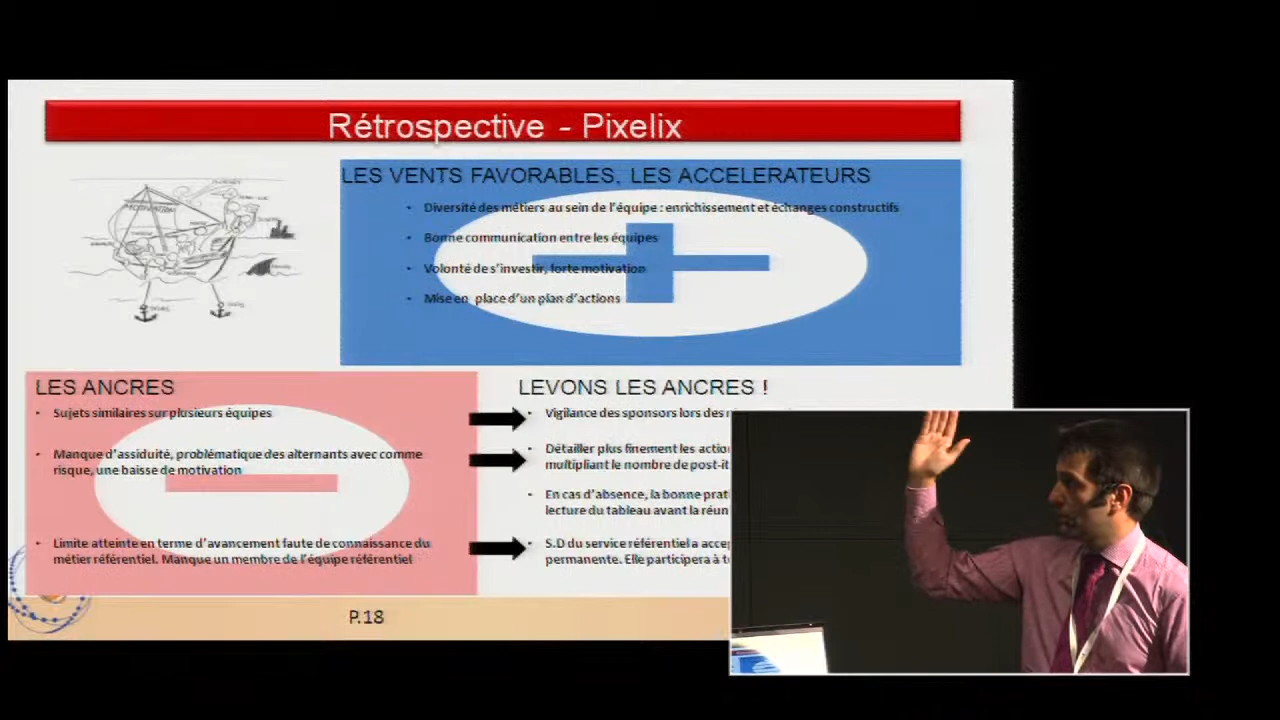 Rétrospective - Pixelix
LES VENTS FAVORABLES, LES ACCELERATEURS
• Diversité des métiers au sein de l'équipe : enrichissement et échanges constructifs
• Bonne communication entre les équipes
• Volonté de s'investir, forte motivation
• Mise en place d'un plan d'actions
LES ANCRES
• Sujets similaires sur plusieurs équipes
• Manque d'assiduité, problématique des alternants avec comme
risque, une baisse de motivation
• Limite atteinte en terme d'avancement faute de connaissance du
métier référentiel. Manque un membre de l'équipe référentiel
LEVONS LES ANCRES !
• Vigilance des sponsors lors des
• Détailler plus finement les
multipliant le nombre de post-it
• En cas d'absence, la bonne
lecture du tableau avant la
• S.D du service référentiel a
permanente. Elle participera à
P.18